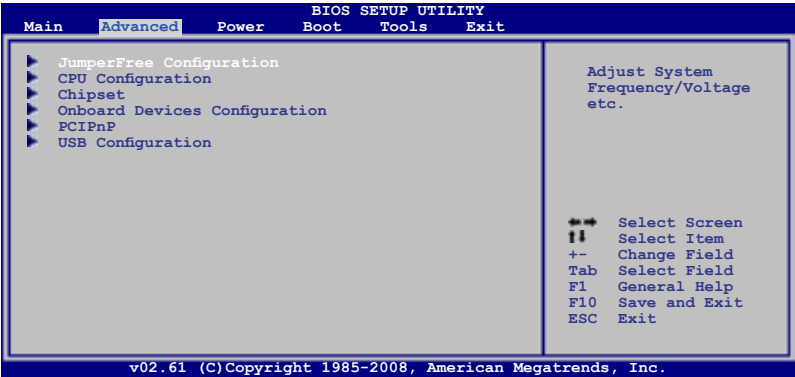 BIOS SETUP UTILITY
Main Advanced Power Boot Tools Exit
JumperFree Configuration
CPU Configuration
Chipset
Onboard Devices Configuration
PCIPnP
USB Configuration
Adjust System
Frequency/Voltage
etc.
Select Screen
Select Item
+- Change Field
Tab Select Field
F1 General Help
F10 Save and Exit
ESC Exit
v02.61 (C)Copyright 1985-2008, American Megatrends, Inc.